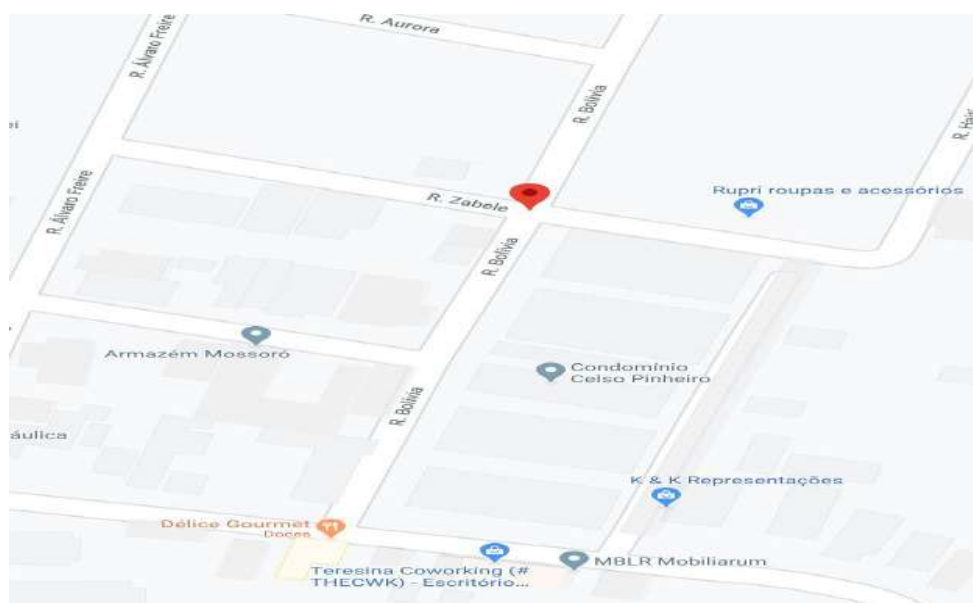 R. Aurora
R. Álvaro Freire
R. Bolívia
ei
R. Álvaro Freire
R. Zabele
Rupri roupas e acessórios
R. Bolívia
Armazém Mossoró
Condomínio
Celso Pinheiro
R. Bolívia
áulica
K & K Representações
Délice Gourmet
Doces
MBLR Mobiliarum
Teresina Coworking (#
THECWK) - Escritório...